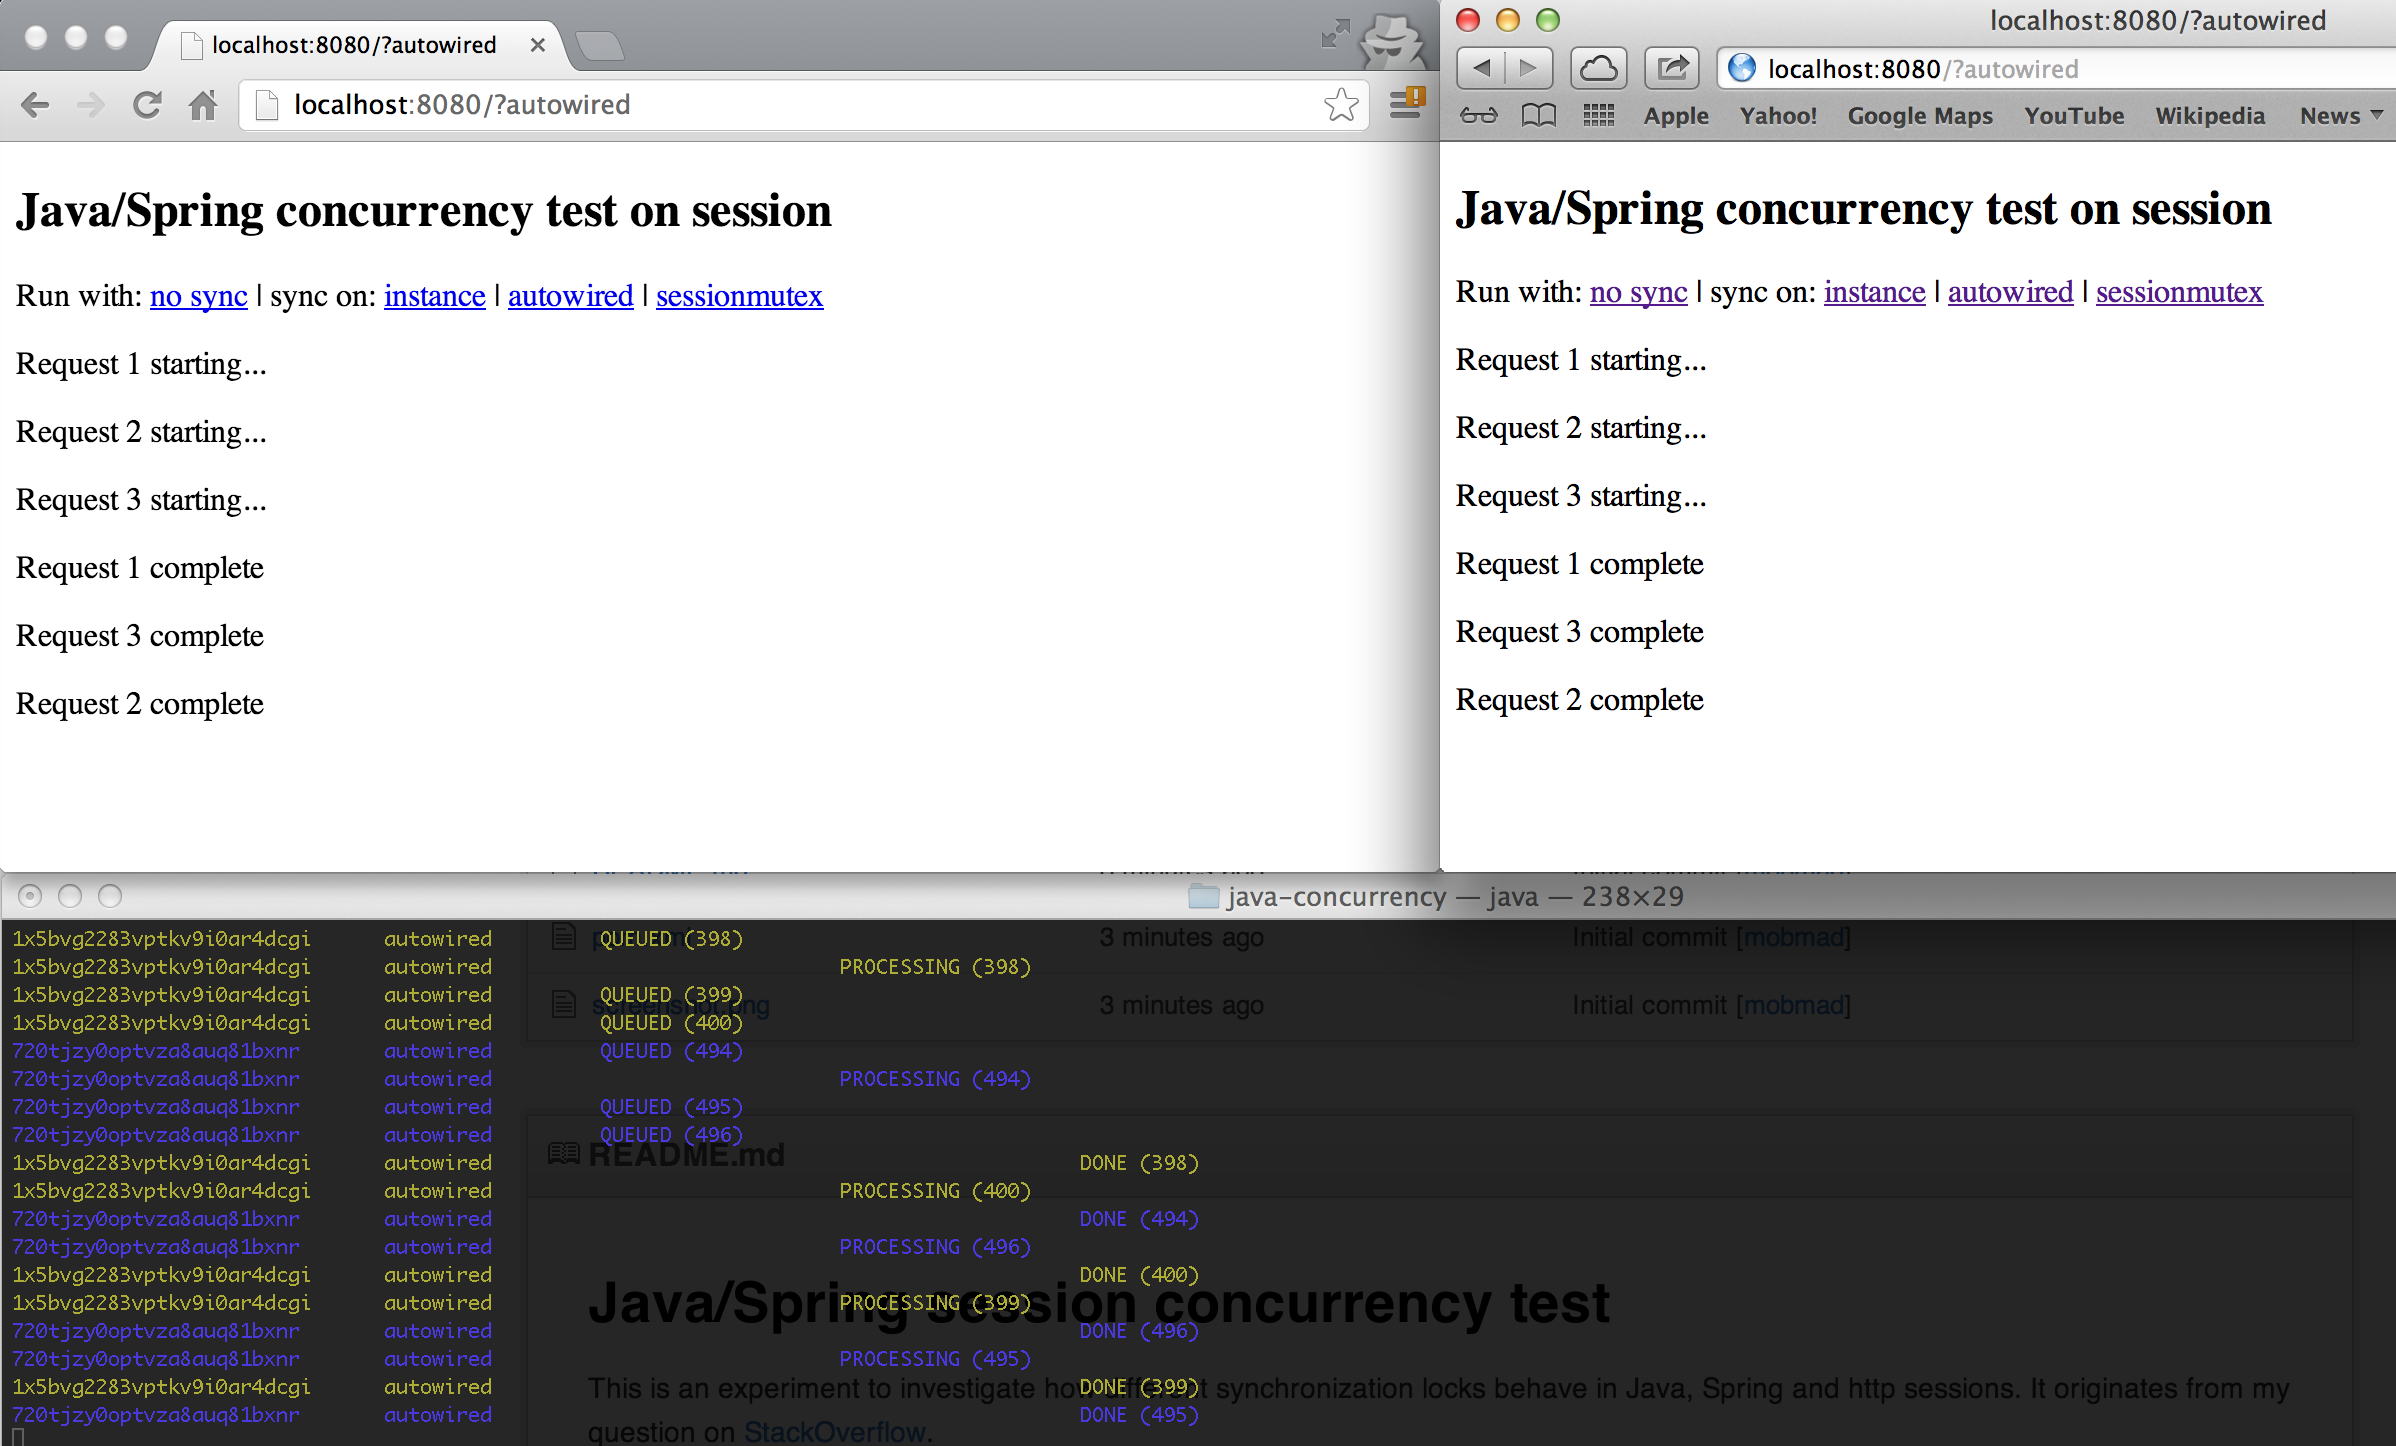 localhost:8080/?autowired
localhost:8080/?autowired
Java/Spring concurrency test on session
Run with: no sync | sync on: instance | autowired | sessionmutex
Request 1 starting...
Request 2 starting...
Request 3 starting...
Request 1 complete
Request 3 complete
Request 2 complete
localhost:8080/?autowired
localhost:8080/?autowired
Apple Yahoo! Google Maps YouTube Wikipedia News
Java/Spring concurrency test on session
Run with: no sync | sync on: instance | autowired | sessionmutex
Request 1 starting...
Request 2 starting...
Request 3 starting...
Request 1 complete
Request 3 complete
Request 2 complete
java-concurrency — java — 238×29
1x5bvg2283vptkv9i0ar4dcgi autowired QUEUED (398)
1x5bvg2283vptkv9i0ar4dcgi autowired PROCESSING (398)
1x5bvg2283vptkv9i0ar4dcgi autowired QUEUED (399)
1x5bvg2283vptkv9i0ar4dcgi autowired QUEUED (400)
720tjzy0optvza8auq81bxnr autowired QUEUED (494)
720tjzy0optvza8auq81bxnr autowired PROCESSING (494)
720tjzy0optvza8auq81bxnr autowired QUEUED (495)
720tjzy0optvza8auq81bxnr autowired QUEUED (496)
1x5bvg2283vptkv9i0ar4dcgi autowired DONE (398)
1x5bvg2283vptkv9i0ar4dcgi autowired PROCESSING (400)
720tjzy0optvza8auq81bxnr autowired DONE (494)
720tjzy0optvza8auq81bxnr autowired PROCESSING (496)
1x5bvg2283vptkv9i0ar4dcgi autowired DONE (400)
1x5bvg2283vptkv9i0ar4dcgi autowired PROCESSING (399)
720tjzy0optvza8auq81bxnr autowired DONE (496)
720tjzy0optvza8auq81bxnr autowired PROCESSING (495)
1x5bvg2283vptkv9i0ar4dcgi autowired DONE (399)
720tjzy0optvza8auq81bxnr autowired DONE (495)
3 minutes ago Initial commit [mobmad]
screenshot.png 3 minutes ago Initial commit [mobmad]
README.md
Java/Spring session concurrency test
This is an experiment to investigate how different synchronization locks behave in Java, Spring and http sessions. It originates from my
question on StackOverflow.